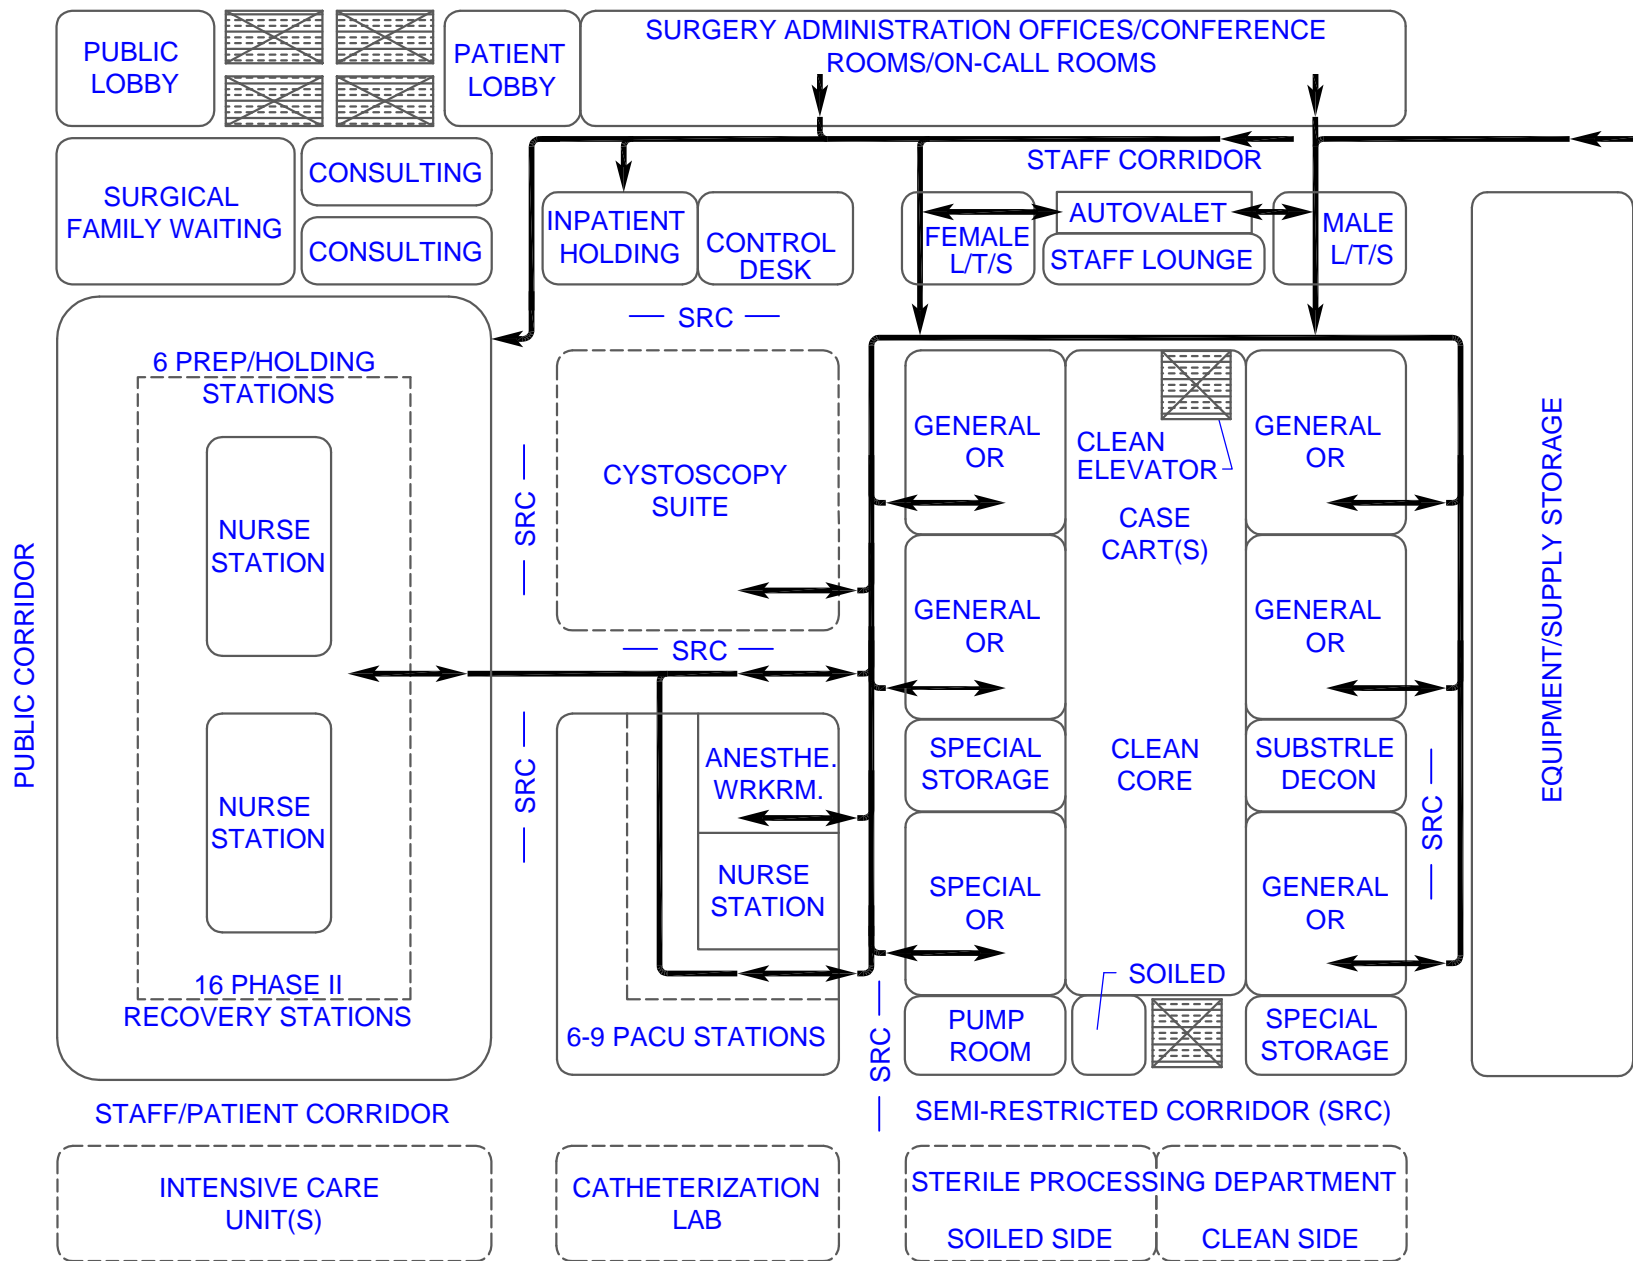 PUBLIC
LOBBY
PATIENT
LOBBY
SURGERY ADMINISTRATION OFFICES/CONFERENCE
ROOMS/ON-CALL ROOMS
STAFF CORRIDOR
SURGICAL
FAMILY WAITING
CONSULTING
CONSULTING
INPATIENT
HOLDING
CONTROL
DESK
FEMALE
L/T/S
AUTOVALET
STAFF LOUNGE
MALE
L/T/S
SRC
6 PREP/HOLDING
STATIONS
NURSE
STATION
NURSE
STATION
16 PHASE II
RECOVERY STATIONS
PUBLIC CORRIDOR
SRC
CYSTOSCOPY
SUITE
SRC
SRC
ANESTHE.
WRKRM.
NURSE
STATION
6-9 PACU STATIONS
GENERAL
OR
CLEAN
ELEVATOR
GENERAL
OR
CASE
CART(S)
GENERAL
OR
GENERAL
OR
SPECIAL
STORAGE
CLEAN
CORE
SUBSTRLE
DECON
SPECIAL
OR
GENERAL
OR
SOILED
PUMP
ROOM
SPECIAL
STORAGE
SRC
SRC
EQUIPMENT/SUPPLY STORAGE
STAFF/PATIENT CORRIDOR
SEMI-RESTRICTED CORRIDOR (SRC)
INTENSIVE CARE
UNIT(S)
CATHETERIZATION
LAB
STERILE PROCESSING DEPARTMENT
SOILED SIDE
CLEAN SIDE